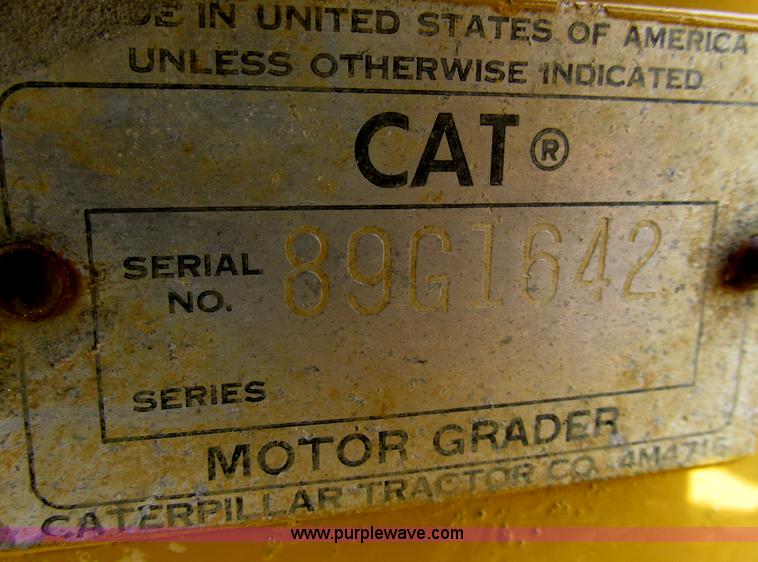 DE IN UNITED STATES OF AMERICA
UNLESS OTHERWISE INDICATED
CAT®
SERIAL NO. 89G1642
SERIES
MOTOR GRADER
CATERPILLAR TRACTOR CO. 4M4716
www.purplewave.com